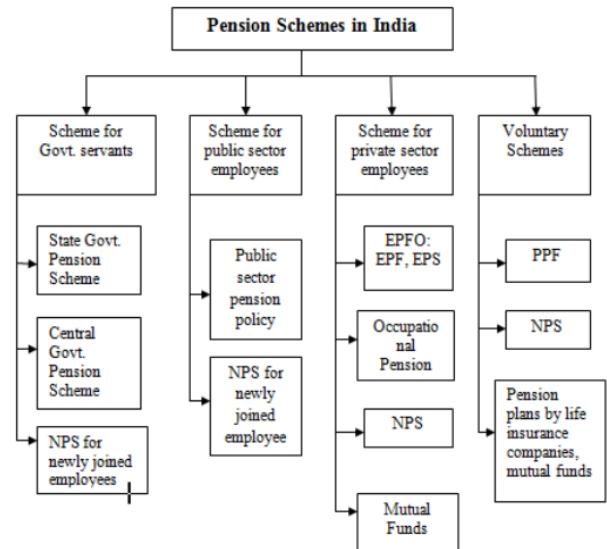 Pension Schemes in India
Scheme for
Govt. servants
State Govt.
Pension
Scheme
Central
Govt.
Pension
Scheme
NPS for
newly joined
employees
Scheme for
public sector
employees
Public
sector
pension
policy
NPS for
newly
joined
employee
Scheme for
private sector
employees
EPFO:
EPF, EPS
Occupatio
nal
Pension
NPS
Mutual
Funds
Voluntary
Schemes
PPF
NPS
Pension
plans by life
insurance
companies,
mutual funds